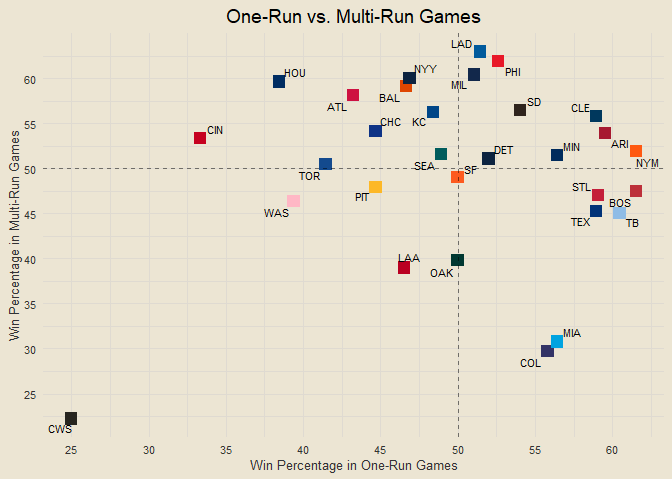 One-Run vs. Multi-Run Games
Win Percentage in Multi-Run Games
60
55
50
45
40
35
30
25
LAD
PHI
HOU
NYY
MIL
BAL
ATL
SD
CLE
KC
CHC
CIN
ARI
NYM
DET
MIN
SEA
TOR
SF
PIT
STL
BOS
WAS
TEX
TB
LAA
OAK
MIA
COL
CWS
25
30
35
40
45
50
55
60
Win Percentage in One-Run Games